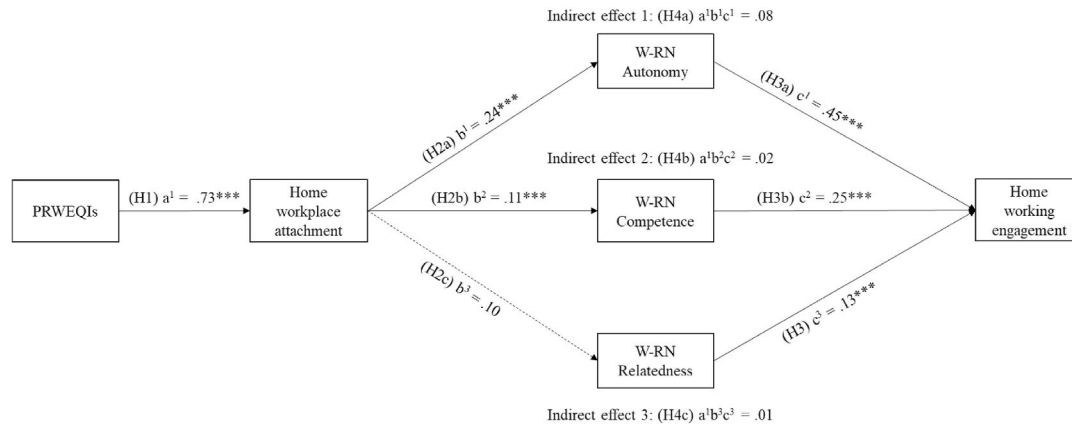 Indirect effect 1: (H4a) a¹b¹c¹ = .08
W-RN
Autonomy
(H2a) b¹ = .24***
(H3a) c¹ = .45***
Indirect effect 2: (H4b) a¹b²c² = .02
PRWEQIs
(H1) a¹ = .73***
Home
workplace
attachment
(H2b) b² = .11***
W-RN
Competence
(H3b) c² = .25***
Home
working
engagement
(H2c) b³ = .10
(H3) c³ = .13***
W-RN
Relatedness
Indirect effect 3: (H4c) a¹b³c³ = .01